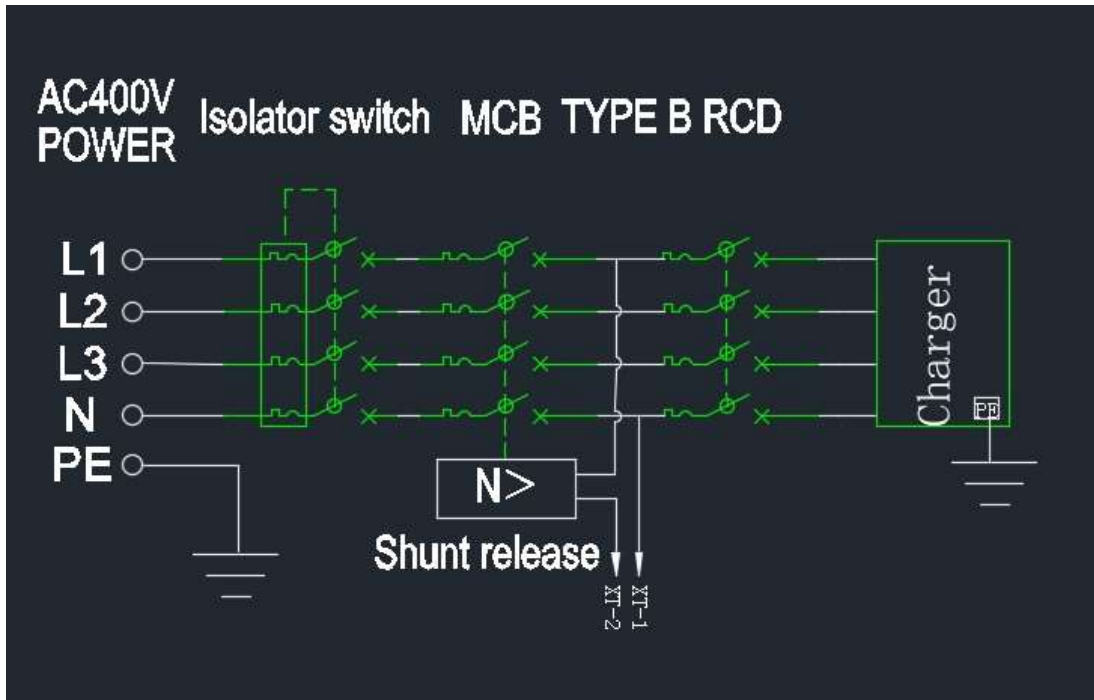 AC400V
POWER
Isolator switch
MCB
TYPE B RCD
L1
L2
L3
N
PE
Charger
PE
N>
Shunt release
XT-2
XT-1